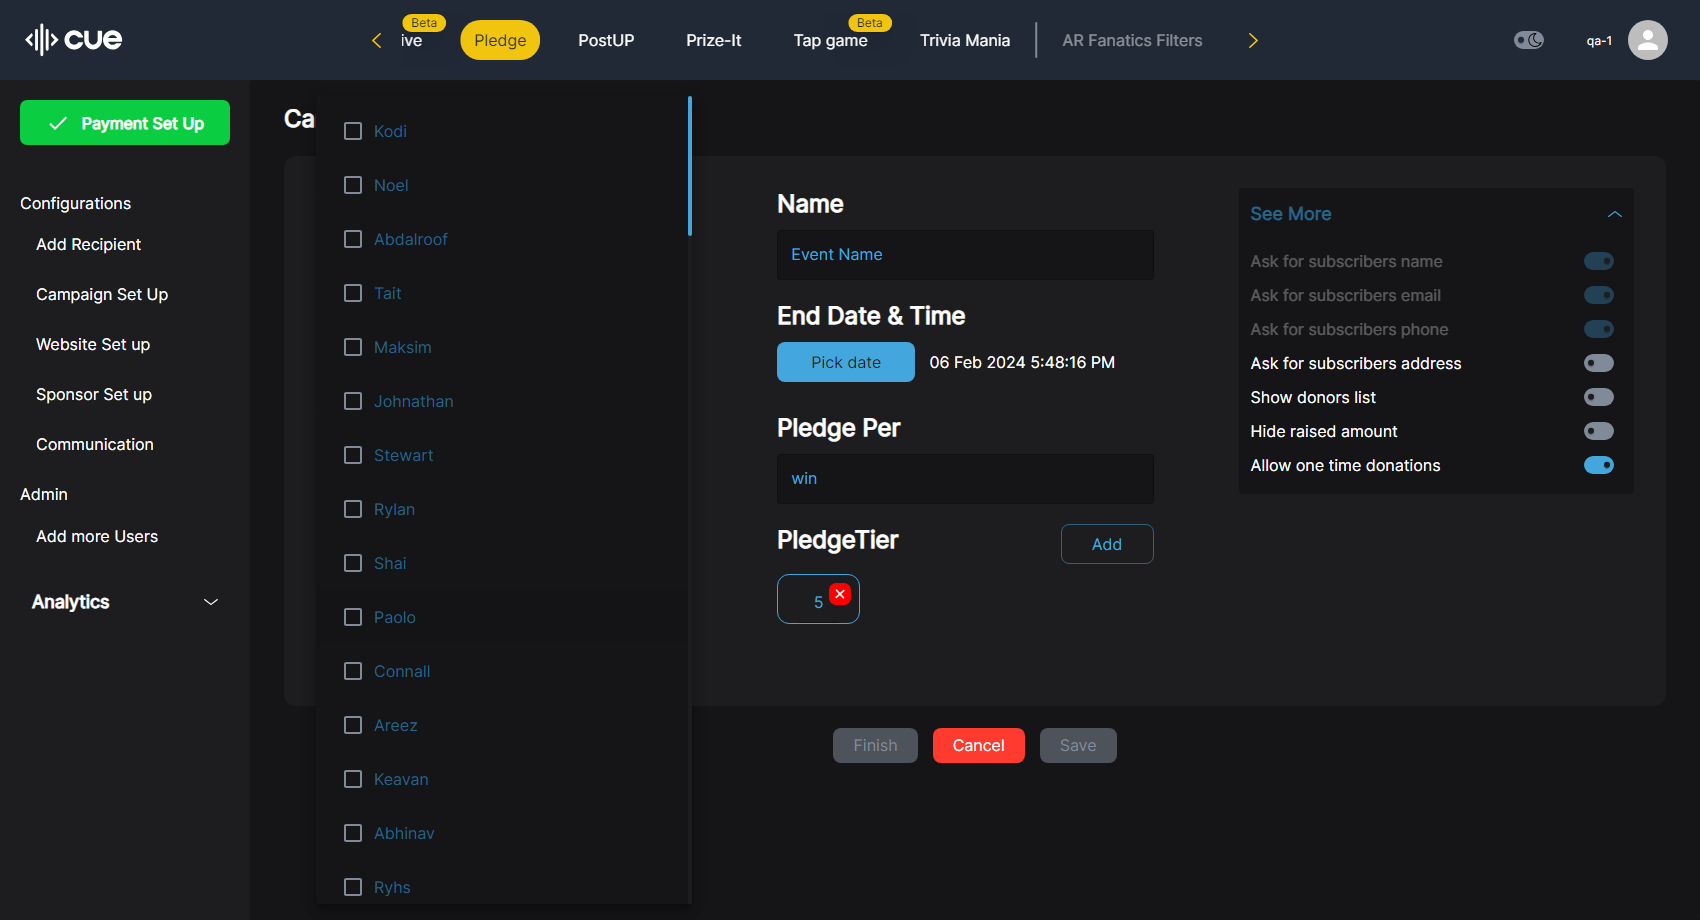 cue
Beta
ive
Pledge
PostUP
Prize-It
Beta
Tap game
Trivia Mania
AR Fanatics Filters
qa-1
Payment Set Up
Configurations
Add Recipient
Campaign Set Up
Website Set up
Sponsor Set up
Communication
Admin
Add more Users
Analytics
Ca
Kodi
Noel
Abdalroof
Tait
Maksim
Johnathan
Stewart
Rylan
Shai
Paolo
Connall
Areez
Keavan
Abhinav
Ryhs
Name
Event Name
End Date & Time
Pick date
06 Feb 2024 5:48:16 PM
Pledge Per
win
PledgeTier
Add
5
See More
Ask for subscribers name
Ask for subscribers email
Ask for subscribers phone
Ask for subscribers address
Show donors list
Hide raised amount
Allow one time donations
Finish
Cancel
Save